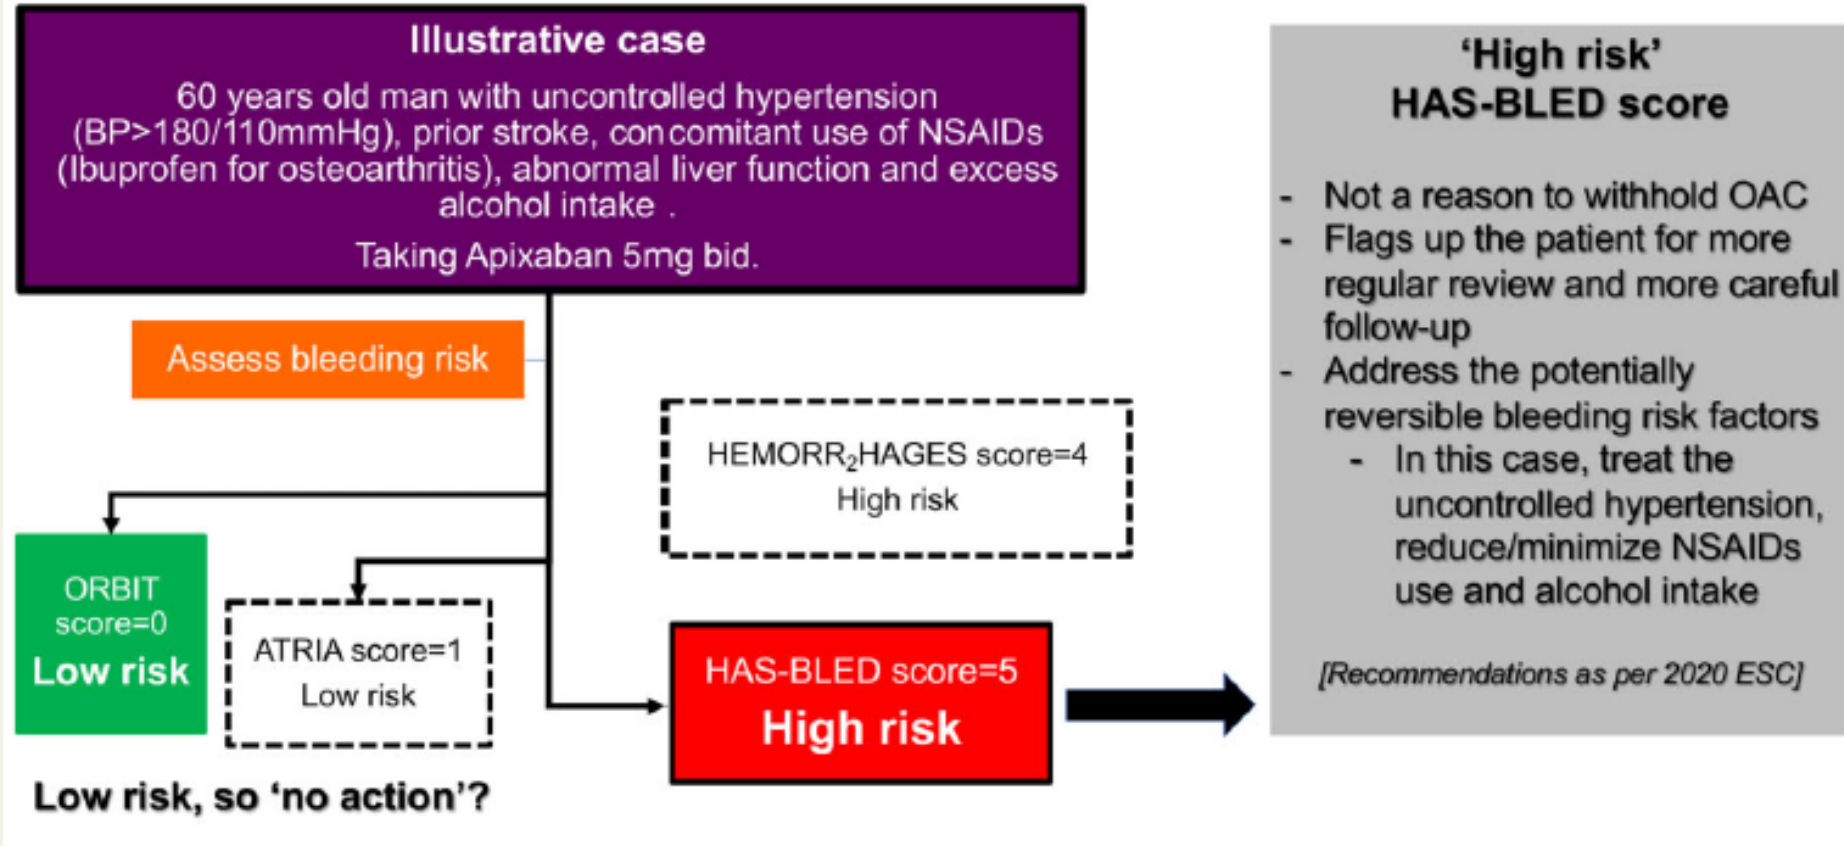 Illustrative case
60 years old man with uncontrolled hypertension
(BP>180/110mmHg), prior stroke, concomitant use of NSAIDs
(Ibuprofen for osteoarthritis), abnormal liver function and excess
alcohol intake .
Taking Apixaban 5mg bid.
Assess bleeding risk
HEMORR₂HAGES score=4
High risk
ORBIT
score=0
Low risk
ATRIA score=1
Low risk
HAS-BLED score=5
High risk
Low risk, so ‘no action’?
‘High risk’
HAS-BLED score
- Not a reason to withhold OAC
- Flags up the patient for more
regular review and more careful
follow-up
- Address the potentially
reversible bleeding risk factors
- In this case, treat the
uncontrolled hypertension,
reduce/minimize NSAIDs
use and alcohol intake
[Recommendations as per 2020 ESC]